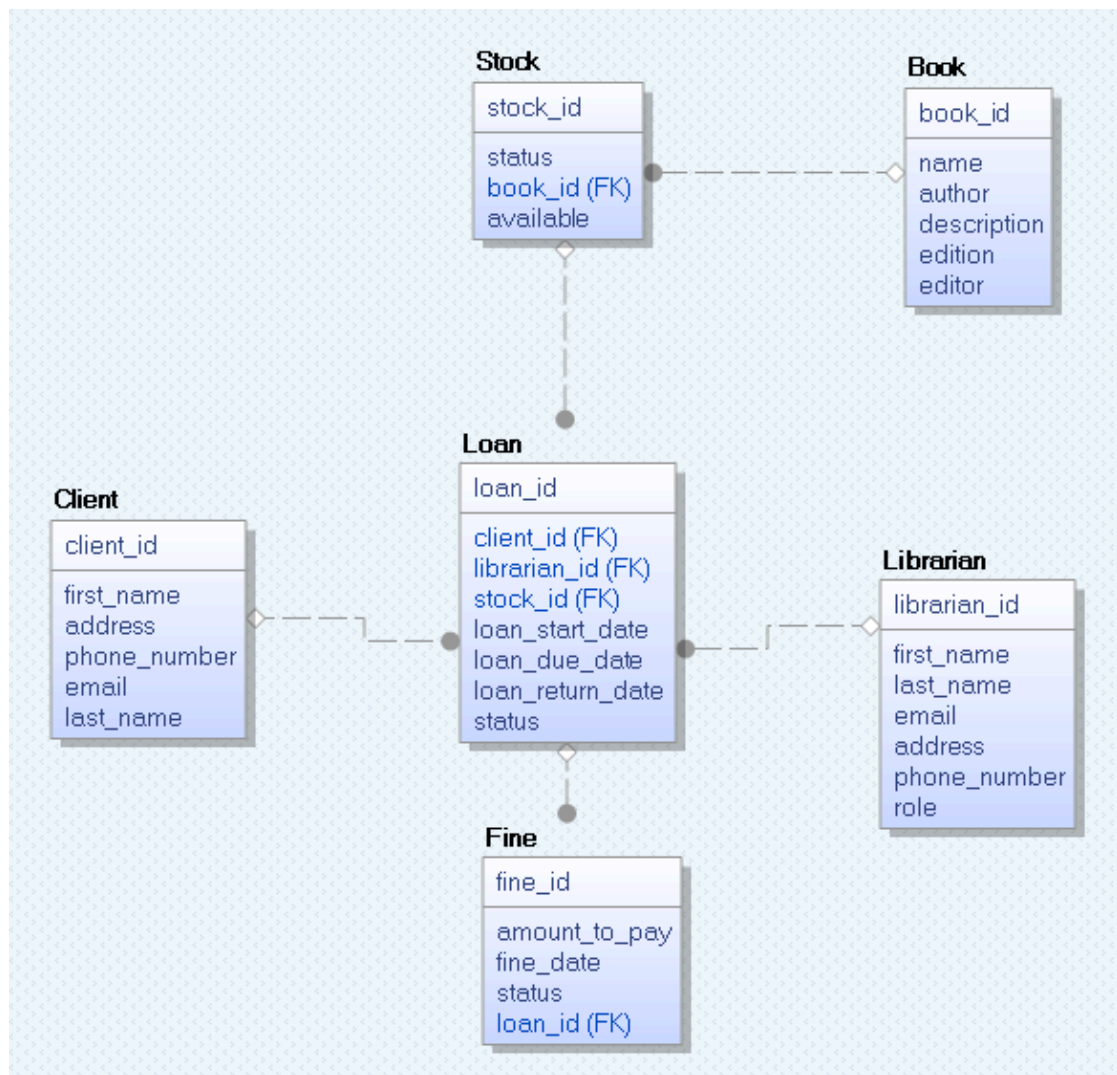 Stock
stock_id
status
book_id (FK)
available
Book
book_id
name
author
description
edition
editor
Client
client_id
first_name
address
phone_number
email
last_name
Loan
loan_id
client_id (FK)
librarian_id (FK)
stock_id (FK)
loan_start_date
loan_due_date
loan_return_date
status
Librarian
librarian_id
first_name
last_name
email
address
phone_number
role
Fine
fine_id
amount_to_pay
fine_date
status
loan_id (FK)